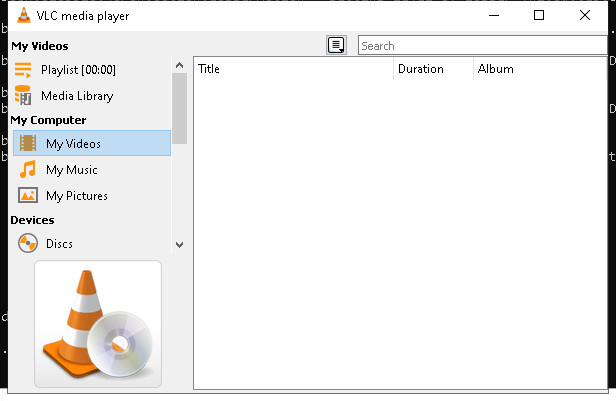 VLC media player
My Videos
Search
Playlist [00:00]
Media Library
My Computer
My Videos
My Music
My Pictures
Devices
Discs
Title Duration Album